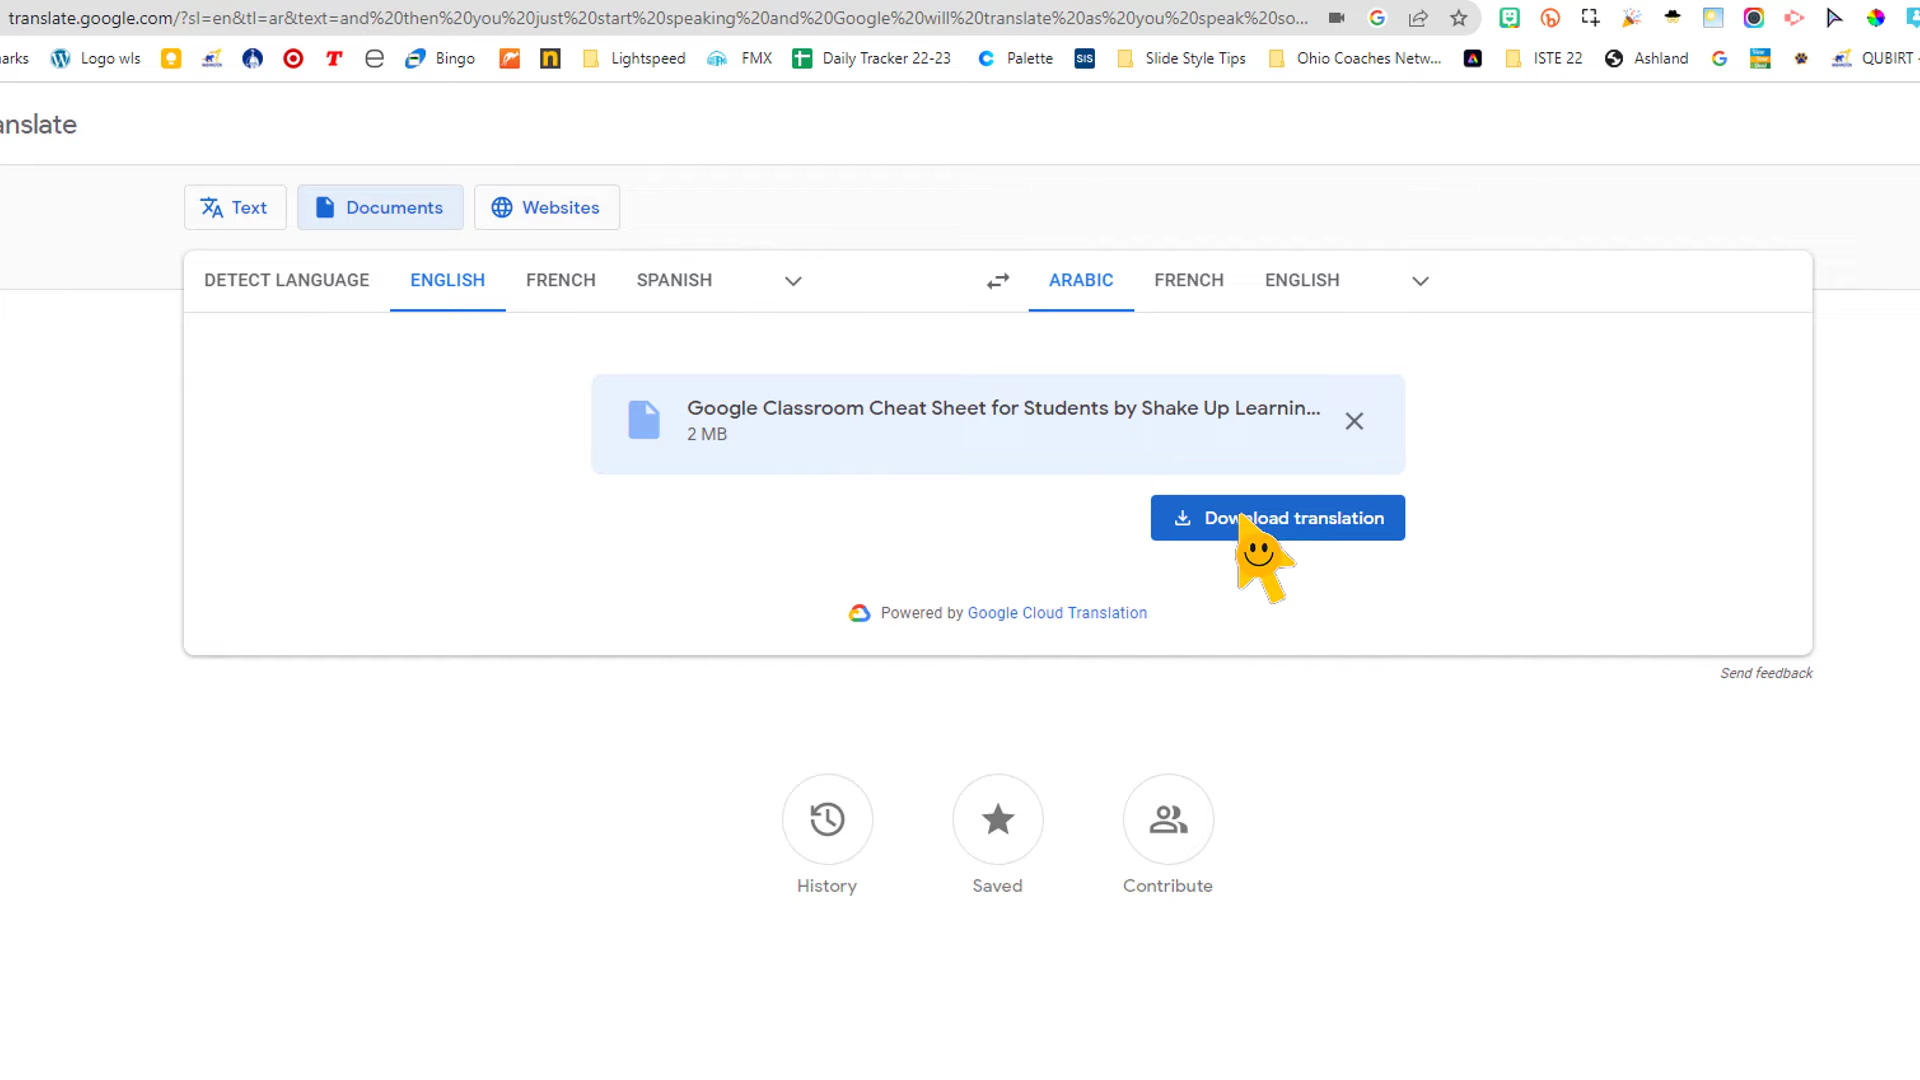 translate.google.com/?sl=en&tl=ar&text=and%20then%20you%20just%20start%20speaking%20and%20Google%20will%20translate%20as%20you%20speak%20so...
arks Logo wls Bingo Lightspeed FMX Daily Tracker 22-23 Palette SIS Slide Style Tips Ohio Coaches Netw... ISTE 22 Ashland QUBIRT
anslate
Text Documents Websites
DETECT LANGUAGE ENGLISH FRENCH SPANISH ARABIC FRENCH ENGLISH
Google Classroom Cheat Sheet for Students by Shake Up Learnin...
2 MB
Download translation
Powered by Google Cloud Translation
Send feedback
History Saved Contribute